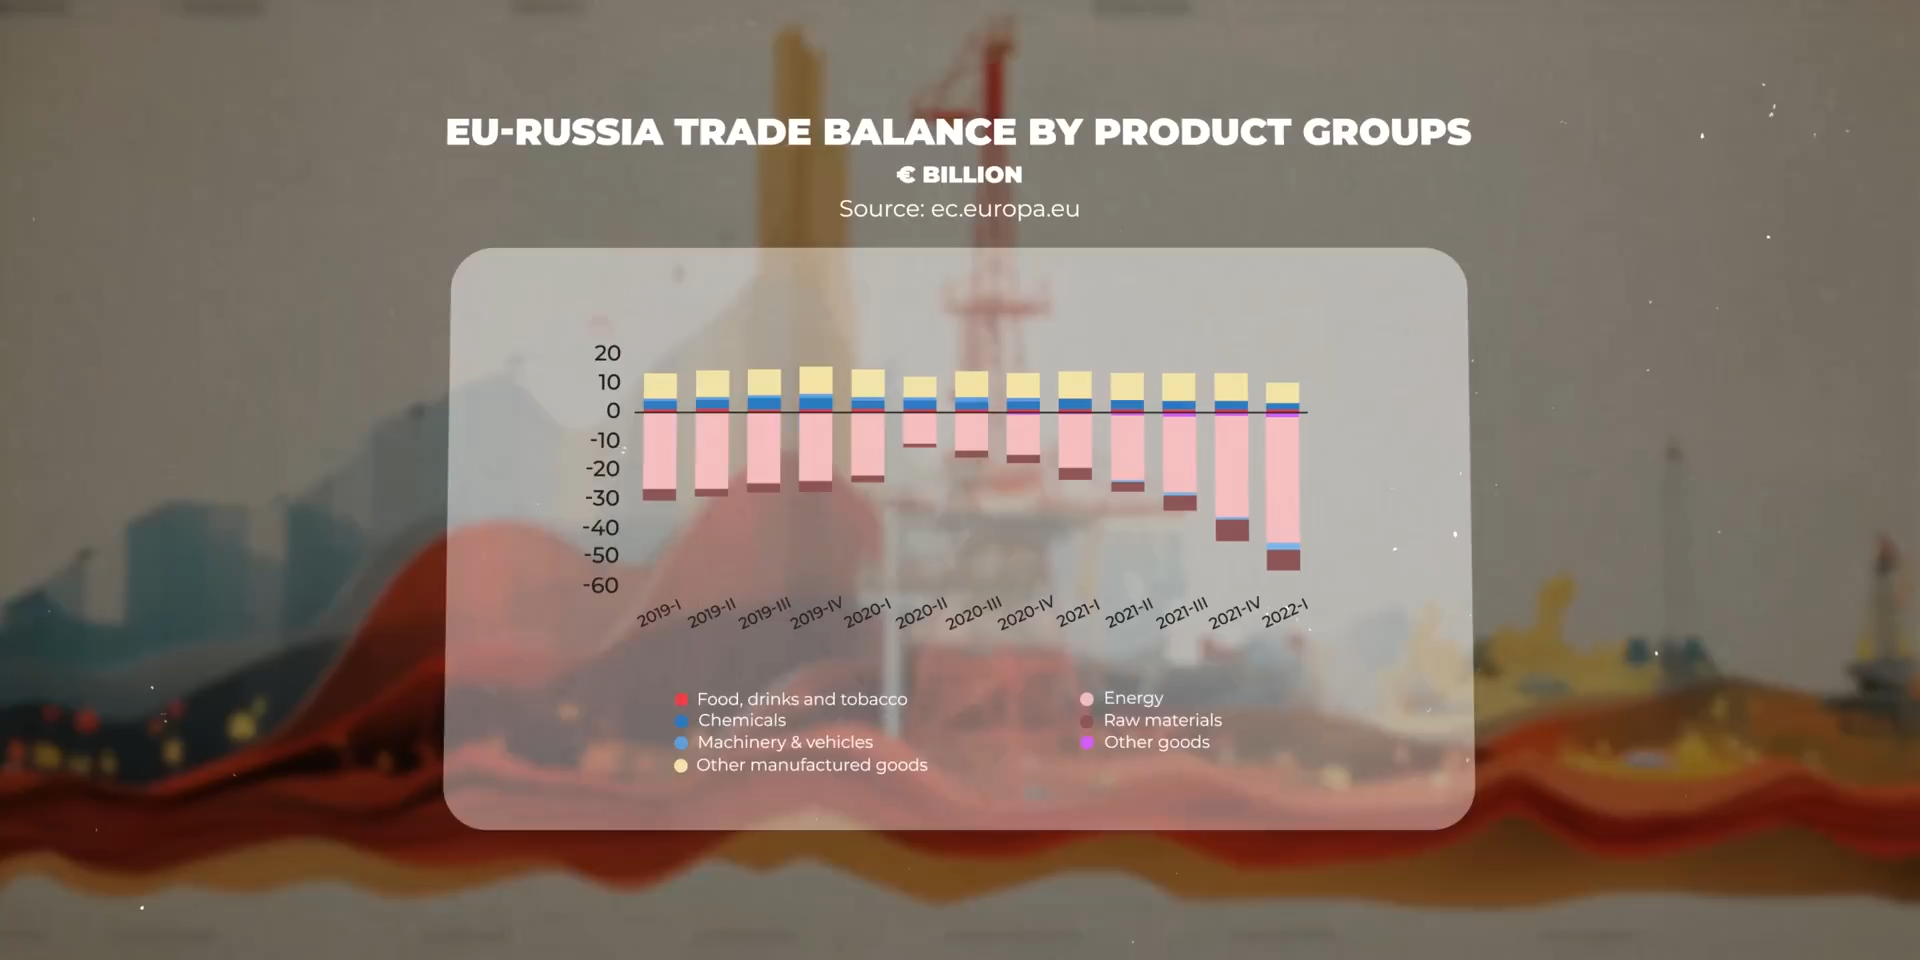 EU-RUSSIA TRADE BALANCE BY PRODUCT GROUPS
€ BILLION
Source: ec.europa.eu
20
10
0
-10
-20
-30
-40
-50
-60
2019-I 2019-II 2019-III 2019-IV 2020-I 2020-II 2020-III 2020-IV 2021-I 2021-II 2021-III 2021-IV 2022-I
Food, drinks and tobacco
Chemicals
Machinery & vehicles
Other manufactured goods
Energy
Raw materials
Other goods